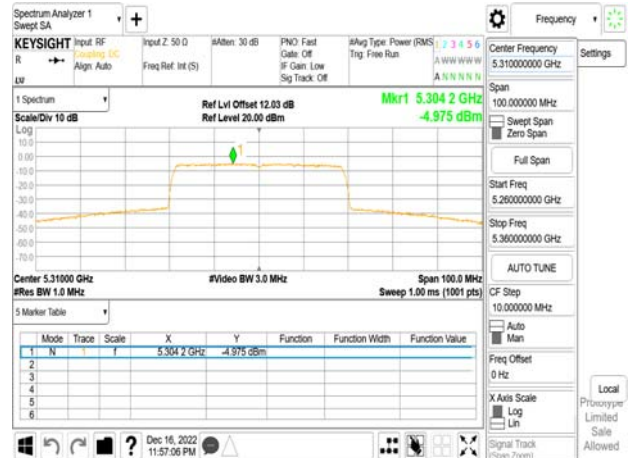 Spectrum Analyzer 1
Swept SA
+
Frequency
KEYSIGHT
R
LXI
Input: RF
Coupling: DC
Align: Auto
Input Z: 50 Ω
Freq Ref: Int (S)
#Atten: 30 dB
PNO: Fast
Gate: Off
IF Gain: Low
Sig Track: Off
#Avg Type: Power (RMS
Trig: Free Run
1 2 3 4 5 6
A W W W W W
A N N N N N
1 Spectrum
Scale/Div 10 dB
Ref Lvl Offset 12.03 dB
Ref Level 20.00 dBm
Mkr1 5.304 2 GHz
-4.975 dBm
Log
10.0
0.00
-10.0
-20.0
-30.0
-40.0
-50.0
-60.0
-70.0
1
Center 5.31000 GHz
#Res BW 1.0 MHz
#Video BW 3.0 MHz
Span 100.0 MHz
Sweep 1.00 ms (1001 pts)
5 Marker Table
Mode Trace Scale X Y Function Function Width Function Value
1 N 1 f 5.304 2 GHz -4.975 dBm
2
3
4
5
6
?
Dec 16, 2022
11:57:06 PM
Center Frequency
5.310000000 GHz
Settings
Span
100.000000 MHz
Swept Span
Zero Span
Full Span
Start Freq
5.260000000 GHz
Stop Freq
5.360000000 GHz
AUTO TUNE
CF Step
10.000000 MHz
Auto
Man
Freq Offset
0 Hz
X Axis Scale
Log
Lin
Signal Track
(Span Zoom)
Local
Prototype
Limited
Sale
Allowed